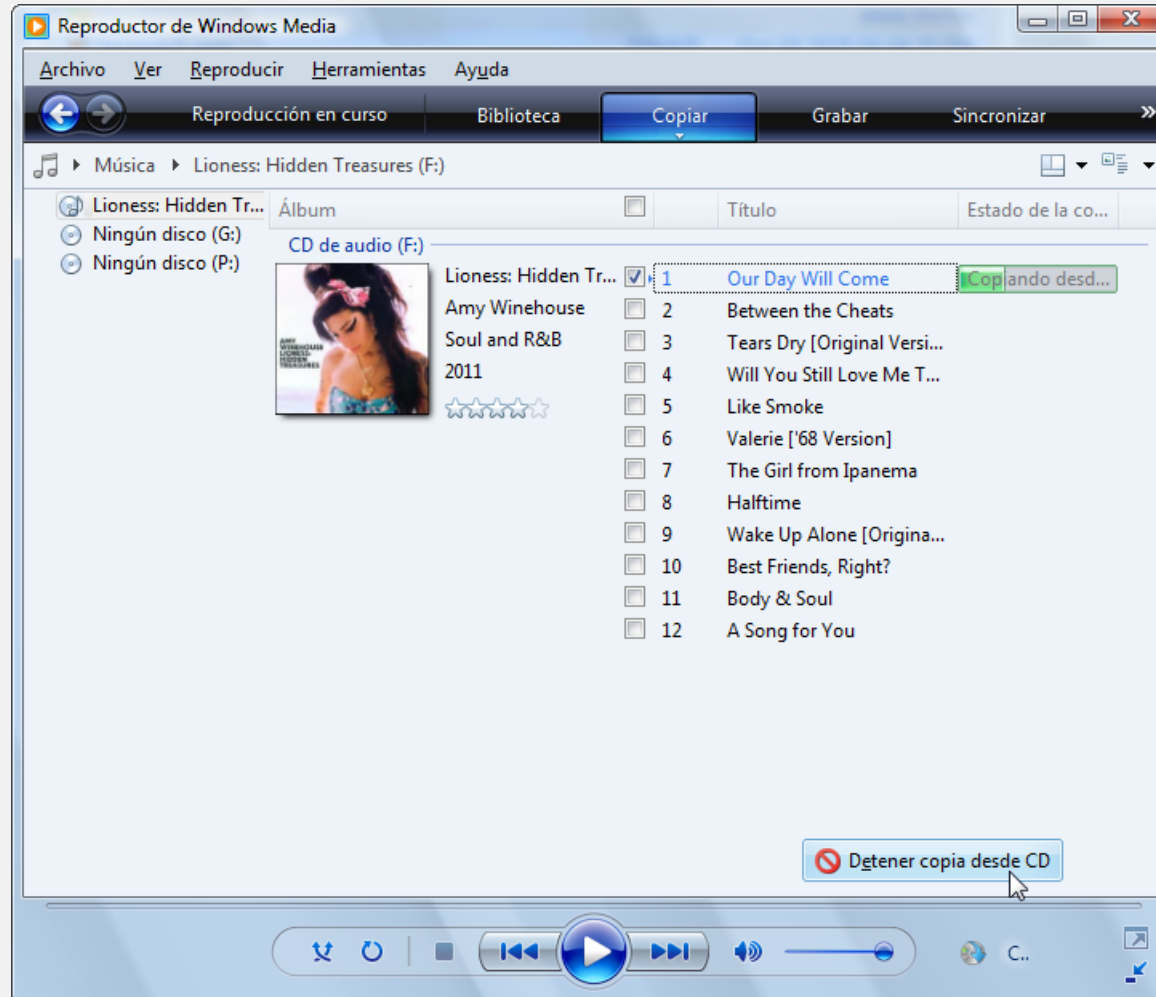 Reproductor de Windows Media
Archivo Ver Reproducir Herramientas Ayuda
Reproducción en curso Biblioteca Copiar Grabar Sincronizar »
Música Lioness: Hidden Treasures (F:)
Lioness: Hidden Tr...
Ningún disco (G:)
Ningún disco (P:)
Álbum Título Estado de la co...
CD de audio (F:)
AMY
WINEHOUSE
LIONESS:
HIDDEN
TREASURES
Lioness: Hidden Tr...
Amy Winehouse
Soul and R&B
2011
1 Our Day Will Come Copiando desd...
2 Between the Cheats
3 Tears Dry [Original Versi...
4 Will You Still Love Me T...
5 Like Smoke
6 Valerie ['68 Version]
7 The Girl from Ipanema
8 Halftime
9 Wake Up Alone [Origina...
10 Best Friends, Right?
11 Body & Soul
12 A Song for You
Detener copia desde CD
C..